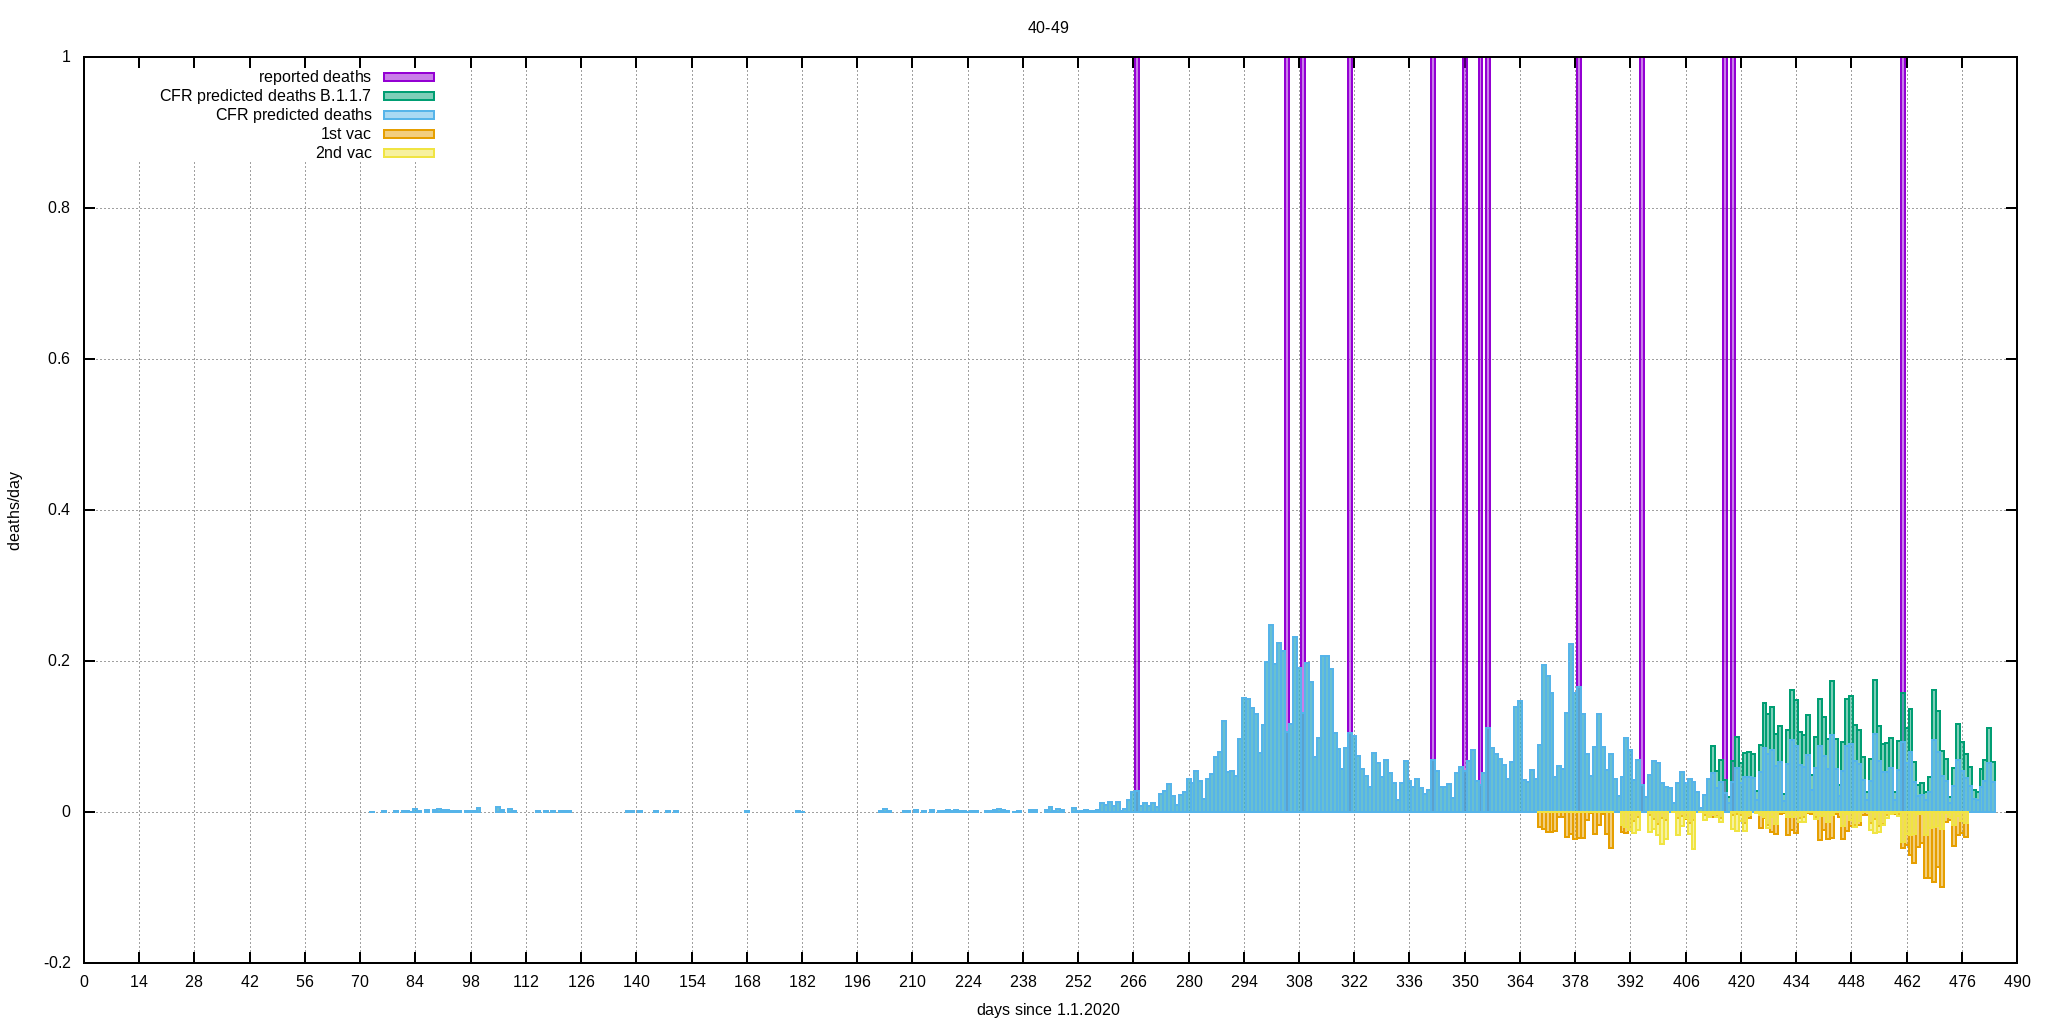 40-49
1
reported deaths
CFR predicted deaths B.1.1.7
CFR predicted deaths
1st vac
2nd vac
0.8
0.6
0.4
0.2
0
-0.2
deaths/day
0 14 28 42 56 70 84 98 112 126 140 154 168 182 196 210 224 238 252 266 280 294 308 322 336 350 364 378 392 406 420 434 448 462 476 490
days since 1.1.2020